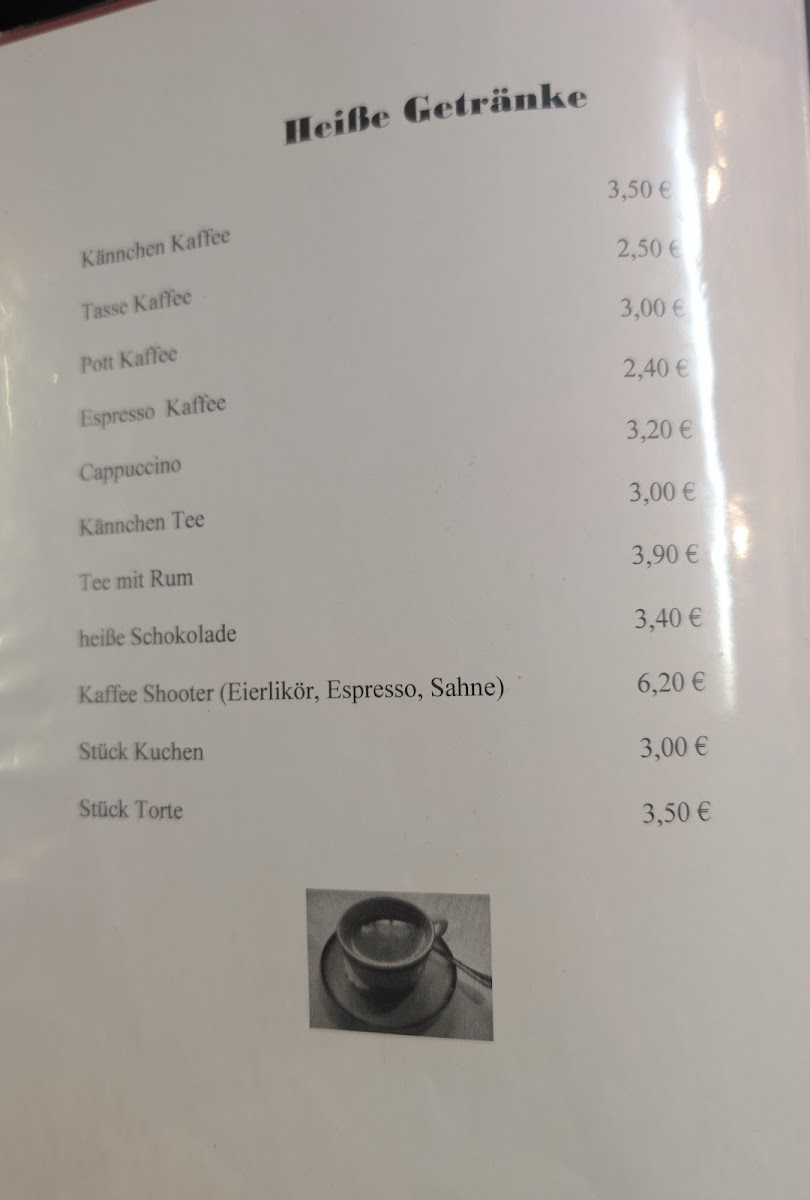 Heiße Getränke
Kännchen Kaffee 3,50 €
Tasse Kaffee 2,50 €
Pott Kaffee 3,00 €
Espresso Kaffee 2,40 €
Cappuccino 3,20 €
Kännchen Tee 3,00 €
Tee mit Rum 3,90 €
heiße Schokolade 3,40 €
Kaffee Shooter (Eierlikör, Espresso, Sahne) 6,20 €
Stück Kuchen 3,00 €
Stück Torte 3,50 €